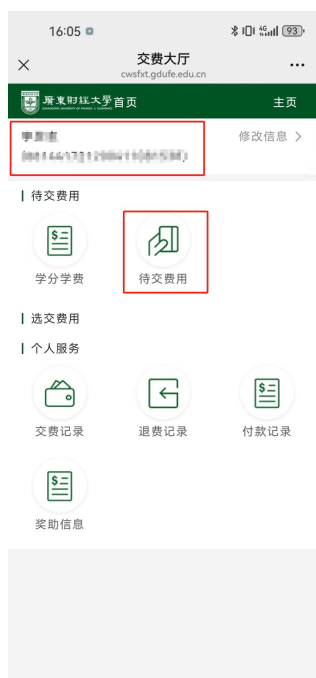 16:05
46 93
交费大厅
cwsfxt.gdufe.edu.cn
廣東財經大學 首页 主页
修改信息 >
待交费用
学分学费 待交费用
选交费用
个人服务
交费记录 退费记录 付款记录
奖助信息